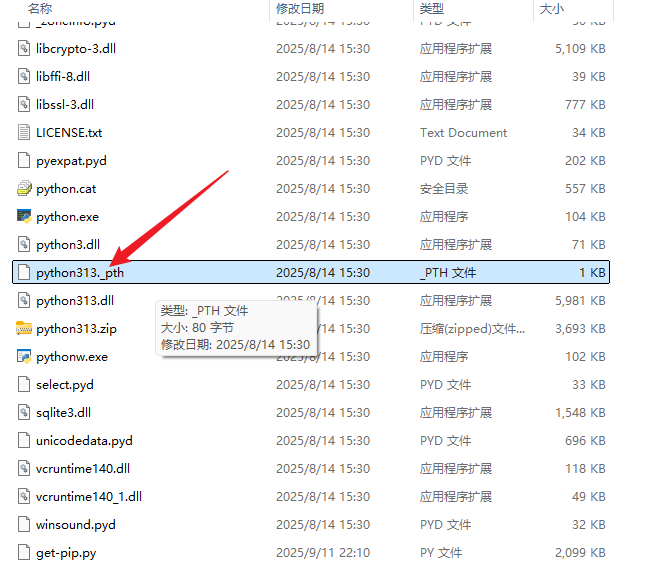 名称 修改日期 类型 大小
_zoneinfo.pyd 2025/8/14 15:30 PYD 文件 KB
libcrypto-3.dll 2025/8/14 15:30 应用程序扩展 5,109 KB
libffi-8.dll 2025/8/14 15:30 应用程序扩展 39 KB
libssl-3.dll 2025/8/14 15:30 应用程序扩展 777 KB
LICENSE.txt 2025/8/14 15:30 Text Document 34 KB
pyexpat.pyd 2025/8/14 15:30 PYD 文件 202 KB
python.cat 2025/8/14 15:30 安全目录 557 KB
python.exe 2025/8/14 15:30 应用程序 104 KB
python3.dll 2025/8/14 15:30 应用程序扩展 71 KB
python313._pth 2025/8/14 15:30 _PTH 文件 1 KB
python313.dll 2025/8/14 15:30 应用程序扩展 5,981 KB
python313.zip 2025/8/14 15:30 压缩(zipped)文件... 3,693 KB
pythonw.exe 2025/8/14 15:30 应用程序 102 KB
类型: _PTH 文件
大小: 80 字节
修改日期: 2025/8/14 15:30
select.pyd 2025/8/14 15:30 PYD 文件 33 KB
sqlite3.dll 2025/8/14 15:30 应用程序扩展 1,548 KB
unicodedata.pyd 2025/8/14 15:30 PYD 文件 696 KB
vcruntime140.dll 2025/8/14 15:30 应用程序扩展 118 KB
vcruntime140_1.dll 2025/8/14 15:30 应用程序扩展 49 KB
winsound.pyd 2025/8/14 15:30 PYD 文件 32 KB
get-pip.py 2025/9/11 22:10 PY 文件 2,099 KB